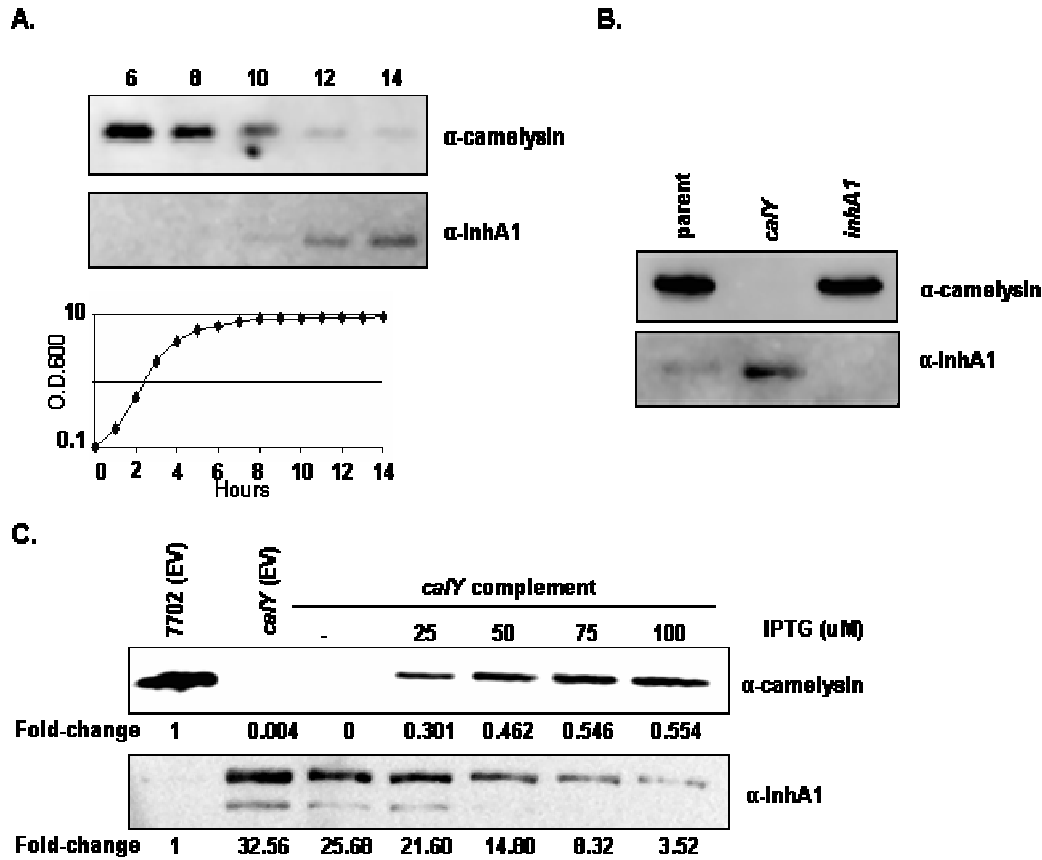 A.
6 8 10 12 14
α-camelysin
α-InhA1
10
O.D.600
0.1
0 2 4 6 8 10 12 14
Hours
B.
parent calY inhA1
α-camelysin
α-InhA1
C.
7702 (EV) calY (EV) calY complement
- 25 50 75 100 IPTG (uM)
α-camelysin
Fold-change 1 0.004 0 0.301 0.462 0.546 0.554
α-InhA1
Fold-change 1 32.56 25.60 21.60 14.80 8.32 3.52